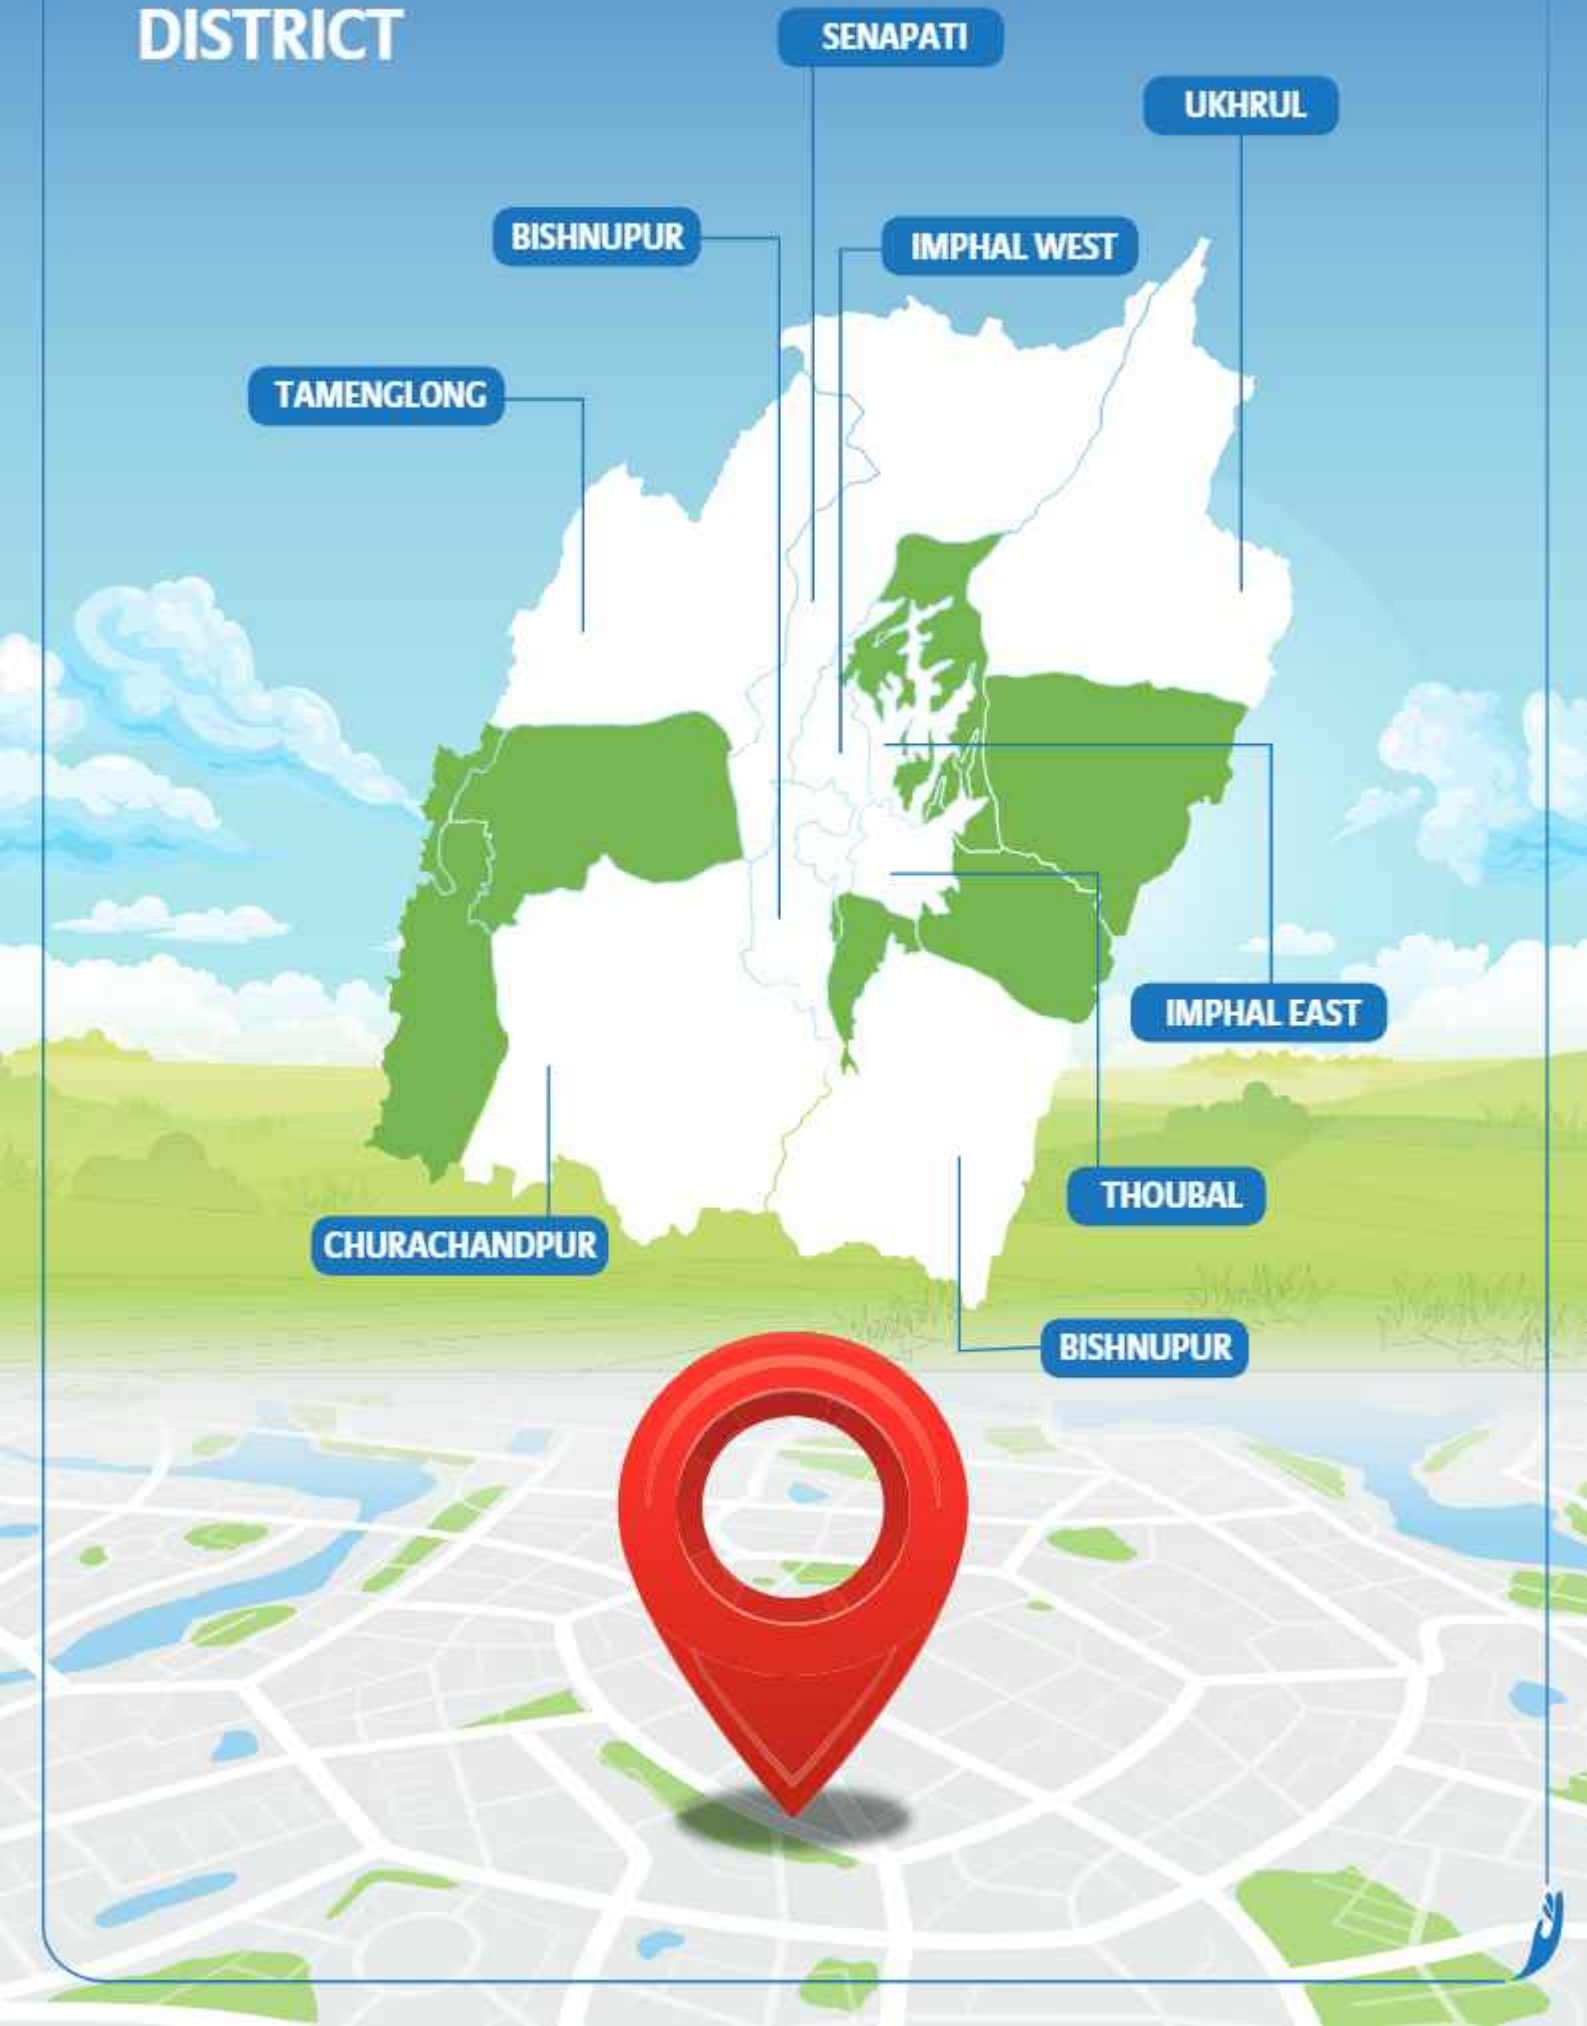 DISTRICT
SENAPATI
UKHRUL
BISHNUPUR
IMPHAL WEST
TAMENGLONG
IMPHAL EAST
THOUBAL
CHURACHANDPUR
BISHNUPUR